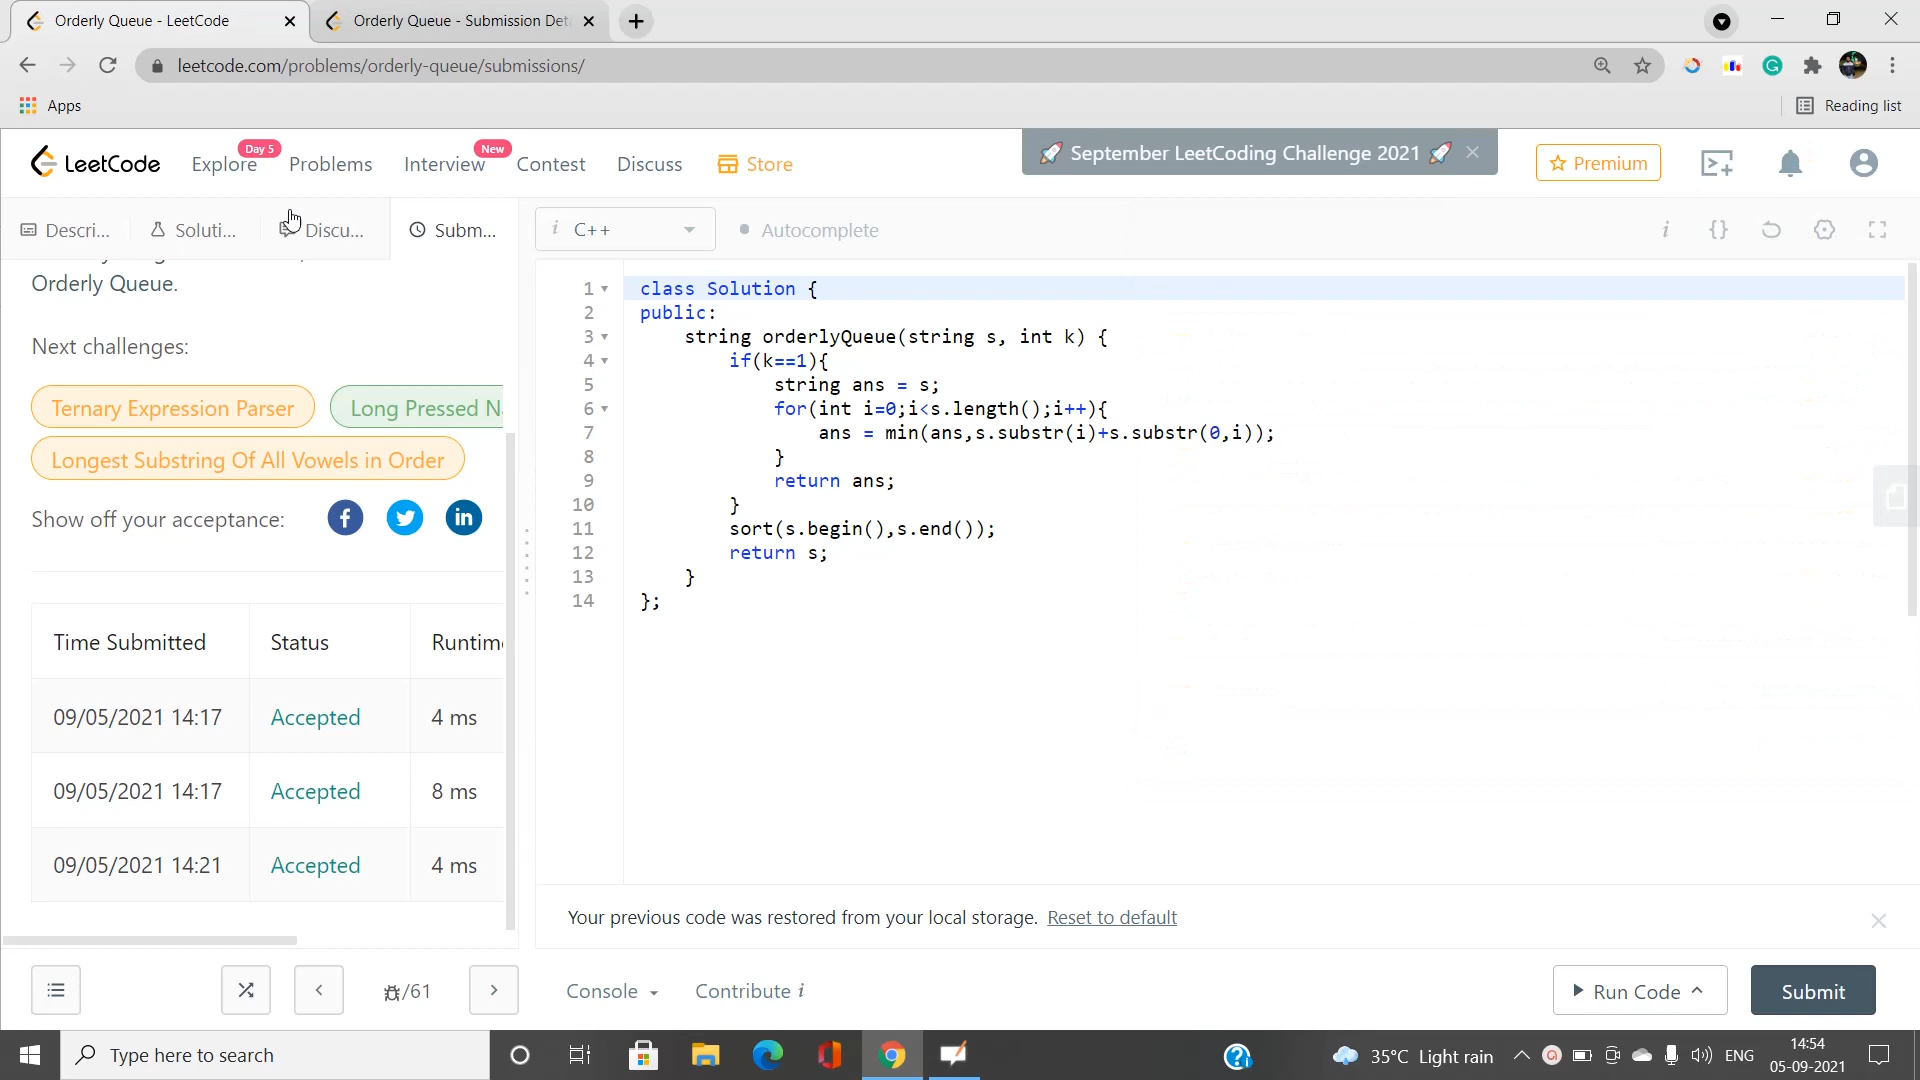 Orderly Queue - LeetCode
Orderly Queue - Submission Det
leetcode.com/problems/orderly-queue/submissions/
Apps
Reading list
LeetCode
Explore
Day 5
Problems
Interview
New
Contest
Discuss
Store
September LeetCoding Challenge 2021
Premium
Descri...
Soluti...
Discu...
Subm...
i C++
Autocomplete
Orderly Queue.
Next challenges:
Ternary Expression Parser
Long Pressed Na
Longest Substring Of All Vowels in Order
Show off your acceptance:
Time Submitted Status Runtime
09/05/2021 14:17 Accepted 4 ms
09/05/2021 14:17 Accepted 8 ms
09/05/2021 14:21 Accepted 4 ms
1 class Solution {
2 public:
3 string orderlyQueue(string s, int k) {
4 if(k==1){
5 string ans = s;
6 for(int i=0;i<s.length();i++){
7 ans = min(ans,s.substr(i)+s.substr(0,i));
8 }
9 return ans;
10 }
11 sort(s.begin(),s.end());
12 return s;
13 }
14 };
Your previous code was restored from your local storage. Reset to default
/61
Console
Contribute i
Run Code
Submit
Type here to search
35°C Light rain
ENG
14:54
05-09-2021